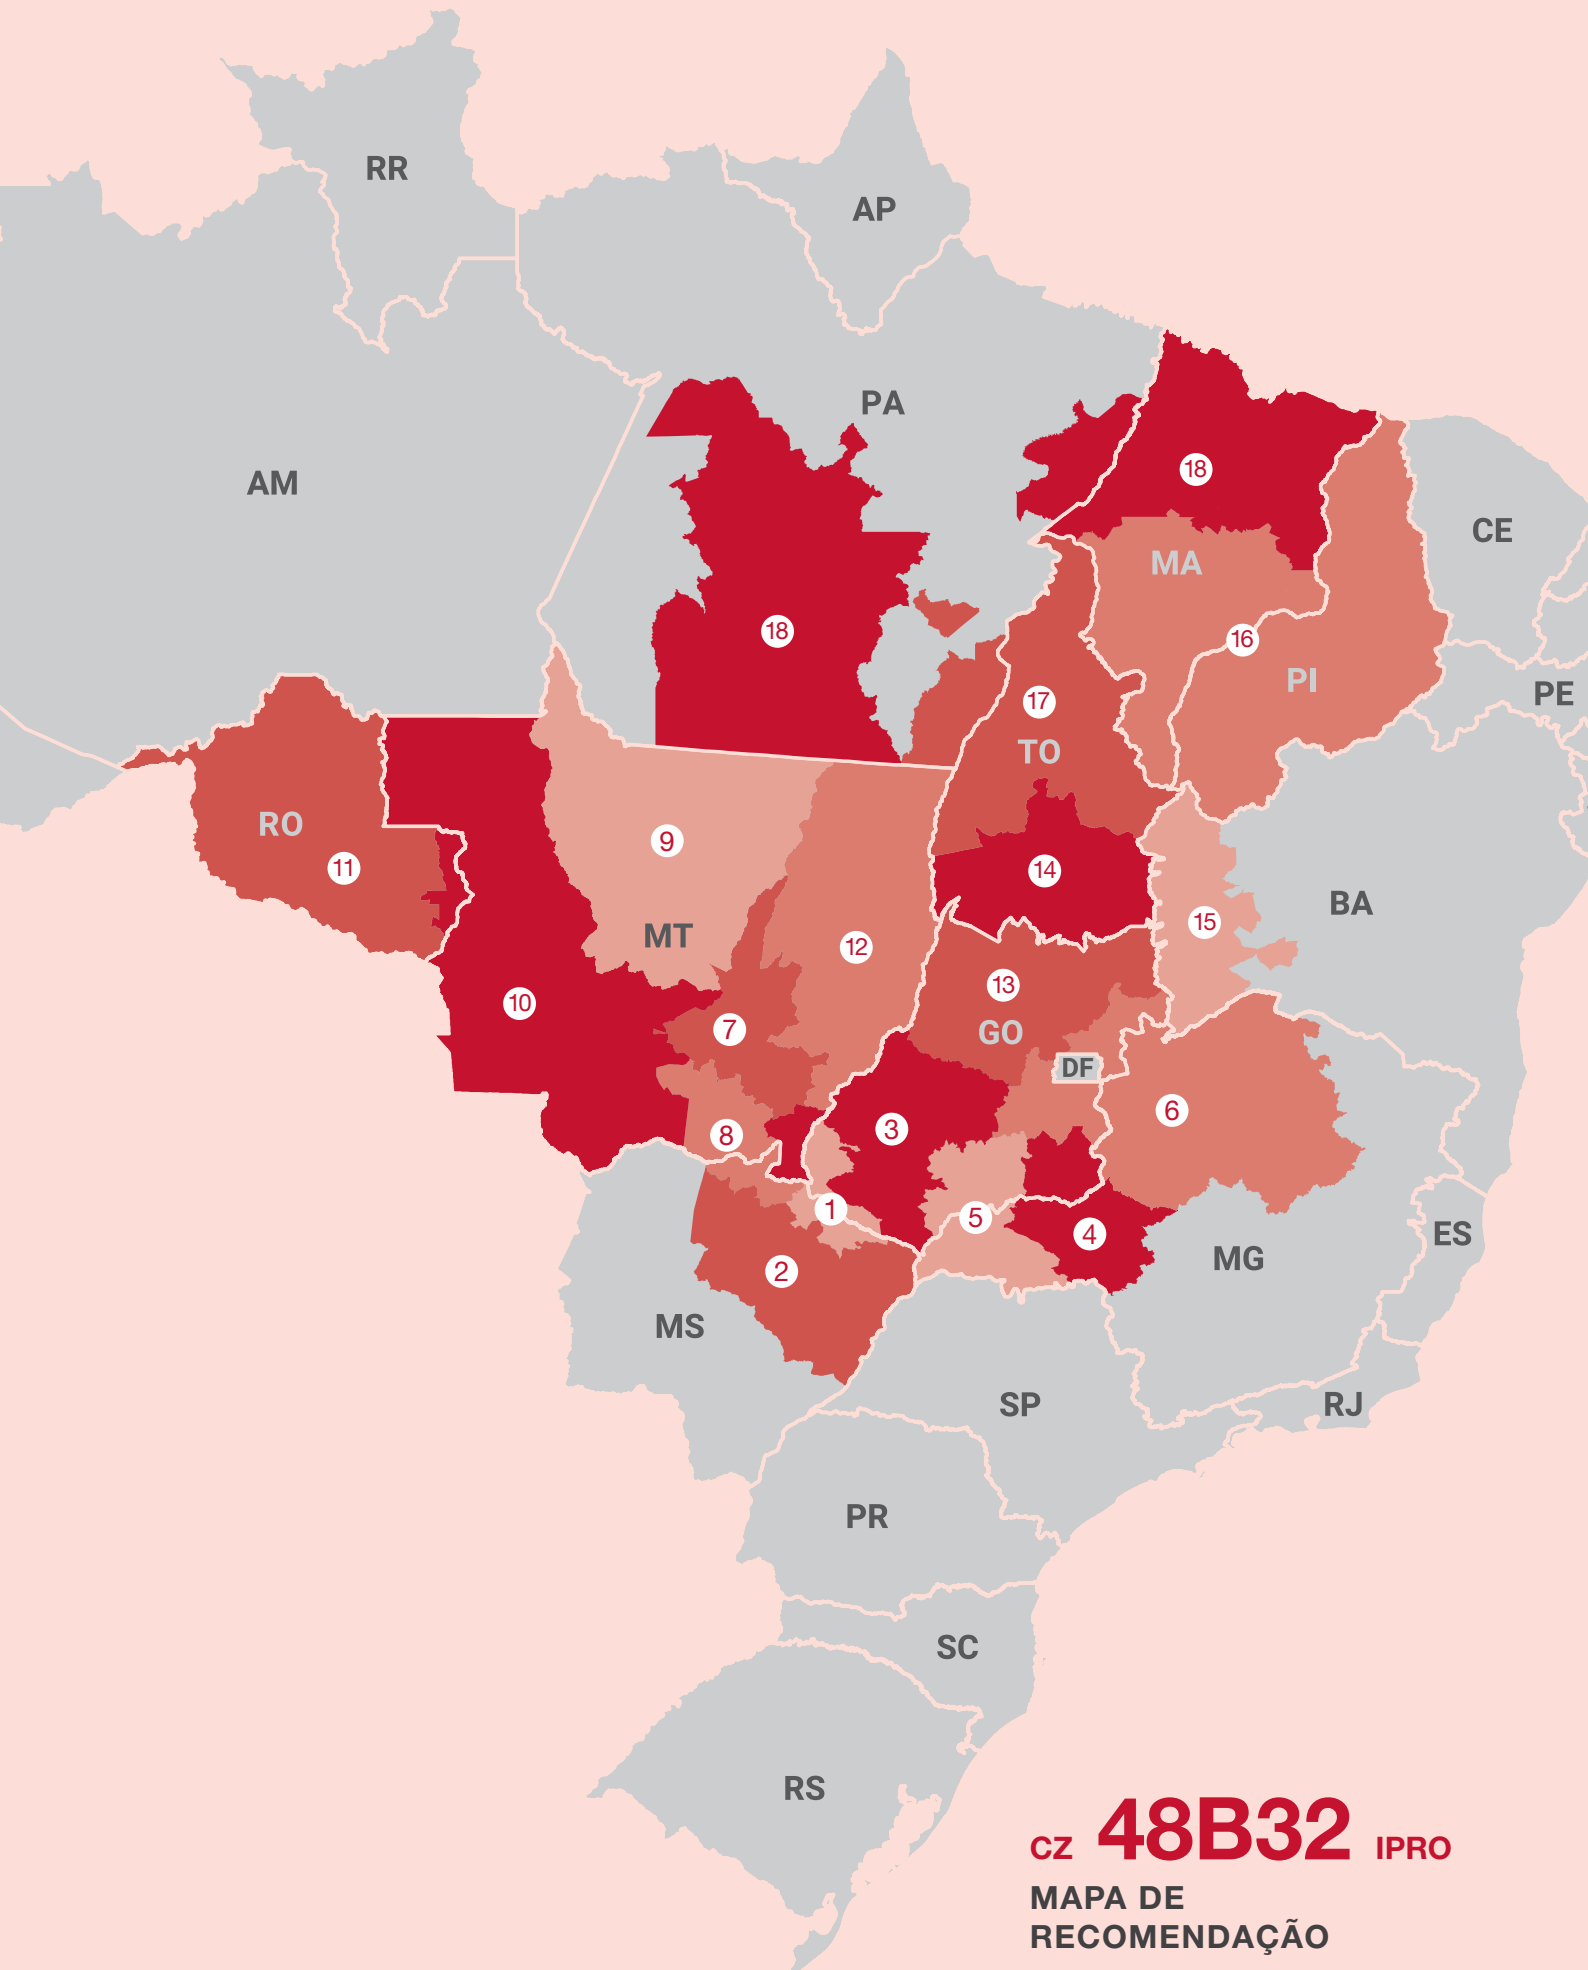 RR
AP
PA
AM
18
CE
MA
18
16
PI
PE
17
TO
RO
9
11
14
BA
15
MT
12
10
13
7
GO
DF
6
3
8
1
5
4
ES
MG
2
MS
SP
RJ
PR
SC
RS
CZ 48B32 IPRO
MAPA DE
RECOMENDAÇÃO